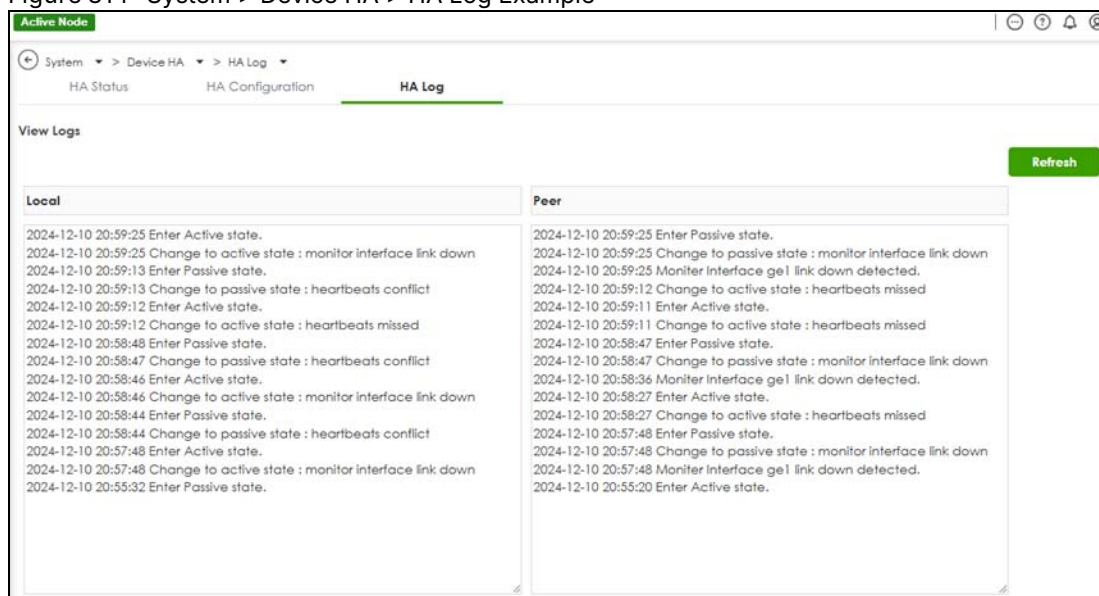 Active Node
System > Device HA > HA Log
HA Status HA Configuration HA Log
View Logs
Refresh
Local
2024-12-10 20:59:25 Enter Active state.
2024-12-10 20:59:25 Change to active state : monitor interface link down
2024-12-10 20:59:13 Enter Passive state.
2024-12-10 20:59:13 Change to passive state : heartbeats conflict
2024-12-10 20:59:12 Enter Active state.
2024-12-10 20:59:12 Change to active state : heartbeats missed
2024-12-10 20:58:48 Enter Passive state.
2024-12-10 20:58:47 Change to passive state : heartbeats conflict
2024-12-10 20:58:46 Enter Active state.
2024-12-10 20:58:46 Change to active state : monitor interface link down
2024-12-10 20:58:44 Enter Passive state.
2024-12-10 20:58:44 Change to passive state : heartbeats conflict
2024-12-10 20:57:48 Enter Active state.
2024-12-10 20:57:48 Change to active state : monitor interface link down
2024-12-10 20:55:32 Enter Passive state.
Peer
2024-12-10 20:59:25 Enter Passive state.
2024-12-10 20:59:25 Change to passive state : monitor interface link down
2024-12-10 20:59:25 Moniter Interface ge1 link down detected.
2024-12-10 20:59:12 Change to active state : heartbeats missed
2024-12-10 20:59:11 Enter Active state.
2024-12-10 20:59:11 Change to active state : heartbeats missed
2024-12-10 20:58:47 Enter Passive state.
2024-12-10 20:58:47 Change to passive state : monitor interface link down
2024-12-10 20:58:36 Moniter Interface ge1 link down detected.
2024-12-10 20:58:27 Enter Active state.
2024-12-10 20:58:27 Change to active state : heartbeats missed
2024-12-10 20:57:48 Enter Passive state.
2024-12-10 20:57:48 Change to passive state : monitor interface link down
2024-12-10 20:57:48 Moniter Interface ge1 link down detected.
2024-12-10 20:55:20 Enter Active state.